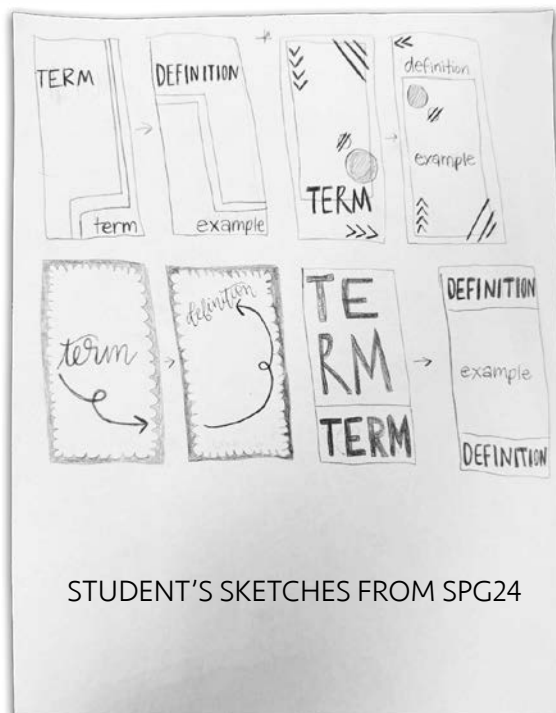 TERM
term
DEFINITION
example
TERM
definition
example
term
definition
TE
RM
TERM
DEFINITION
example
DEFINITION
STUDENT'S SKETCHES FROM SPG24